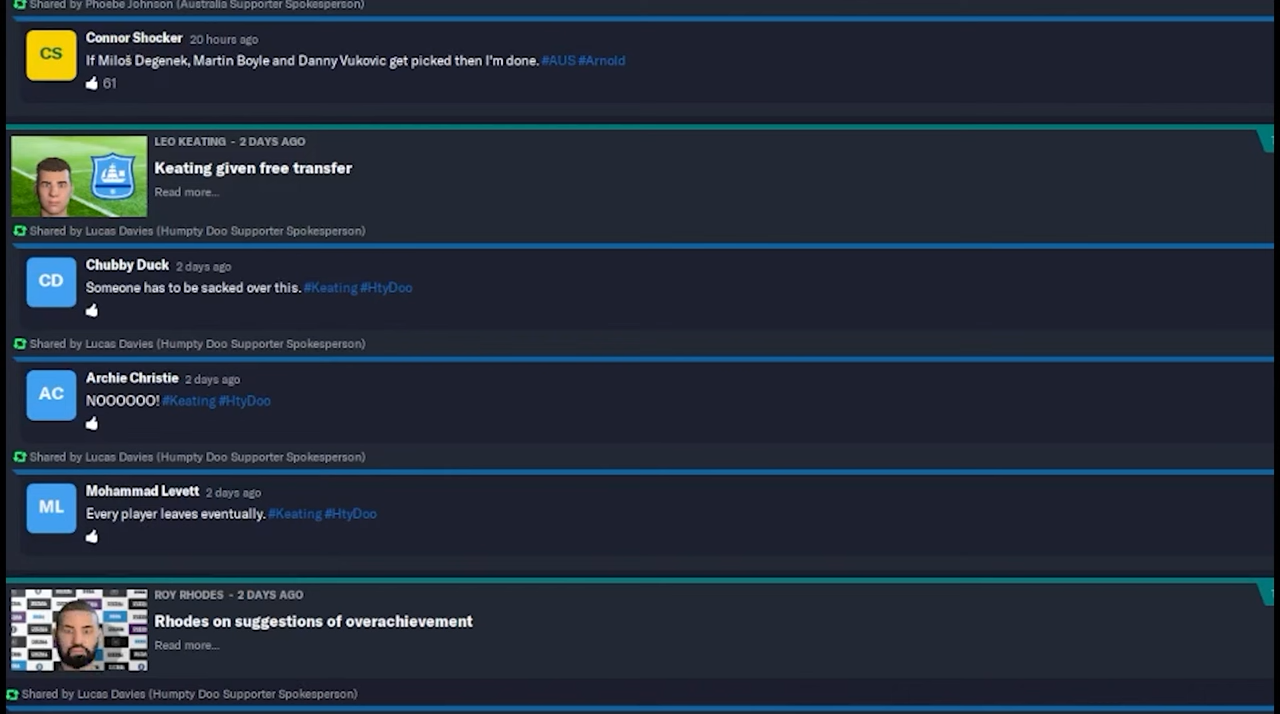 Shared by Phoebe Johnson (Australia Supporter Spokesperson)
CS
Connor Shocker 20 hours ago
If Miloš Degenek, Martin Boyle and Danny Vukovic get picked then I'm done. #AUS #Arnold
61
LEO KEATING - 2 DAYS AGO
Keating given free transfer
Read more...
Shared by Lucas Davies (Humpty Doo Supporter Spokesperson)
CD
Chubby Duck 2 days ago
Someone has to be sacked over this. #Keating #HtyDoo
Shared by Lucas Davies (Humpty Doo Supporter Spokesperson)
AC
Archie Christie 2 days ago
NOOOOOO! #Keating #HtyDoo
Shared by Lucas Davies (Humpty Doo Supporter Spokesperson)
ML
Mohammad Levett 2 days ago
Every player leaves eventually. #Keating #HtyDoo
ROY RHODES - 2 DAYS AGO
Rhodes on suggestions of overachievement
Read more...
Shared by Lucas Davies (Humpty Doo Supporter Spokesperson)